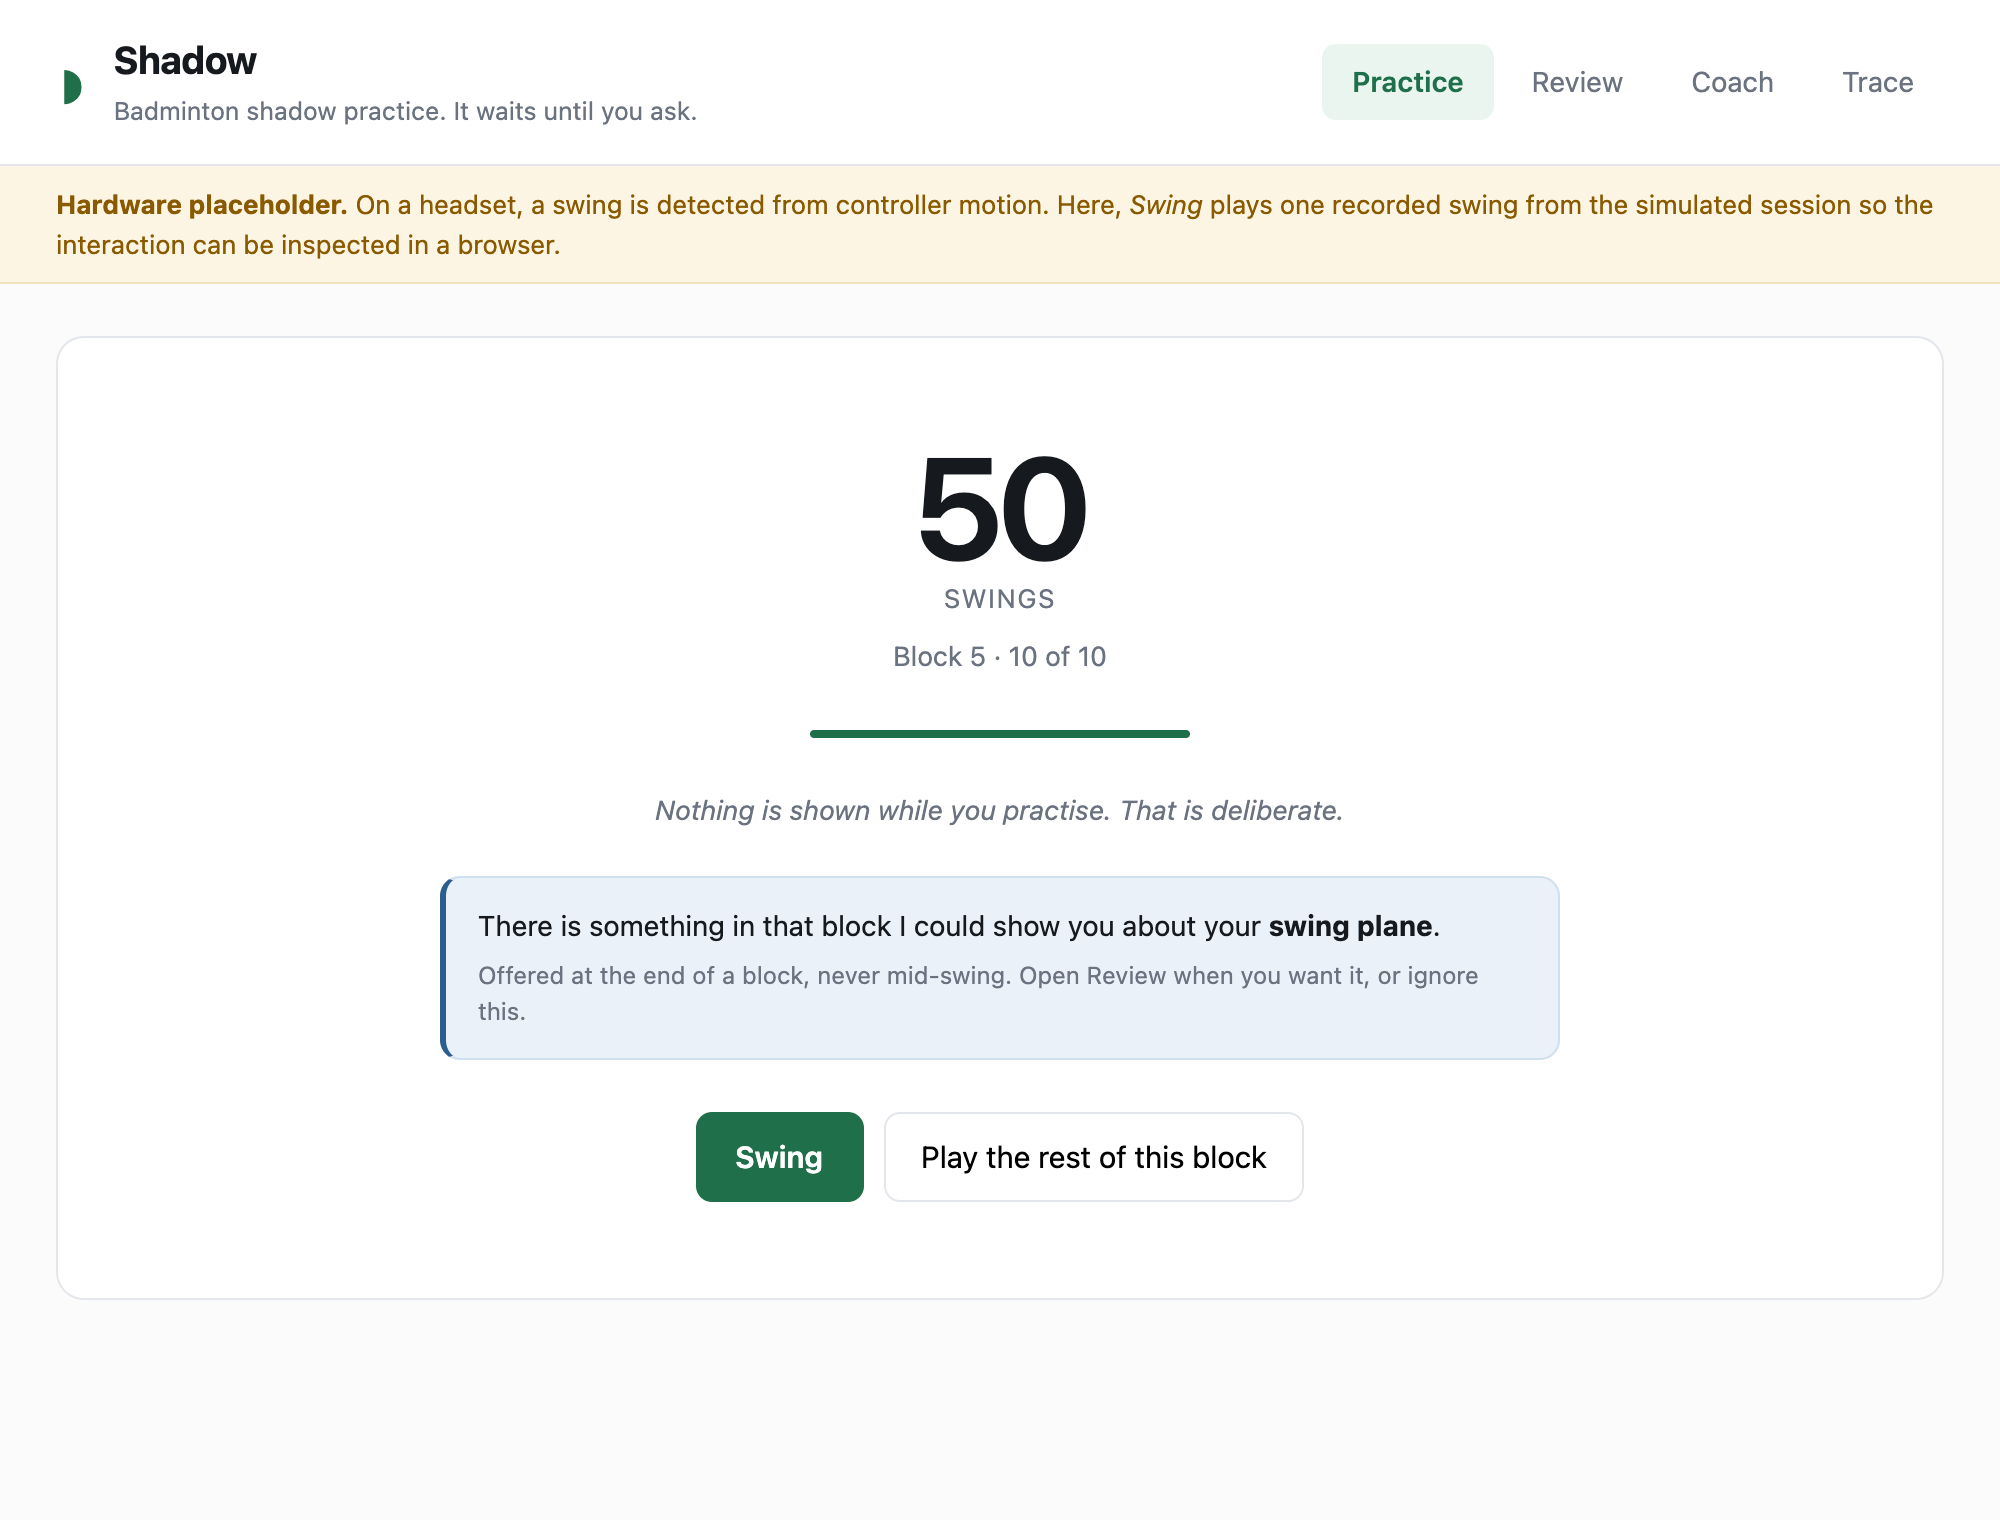 Shadow
Badminton shadow practice. It waits until you ask.
Practice
Review
Coach
Trace
Hardware placeholder. On a headset, a swing is detected from controller motion. Here, Swing plays one recorded swing from the simulated session so the
interaction can be inspected in a browser.
50
SWINGS
Block 5 · 10 of 10
Nothing is shown while you practise. That is deliberate.
There is something in that block I could show you about your swing plane.
Offered at the end of a block, never mid-swing. Open Review when you want it, or ignore
this.
Swing
Play the rest of this block